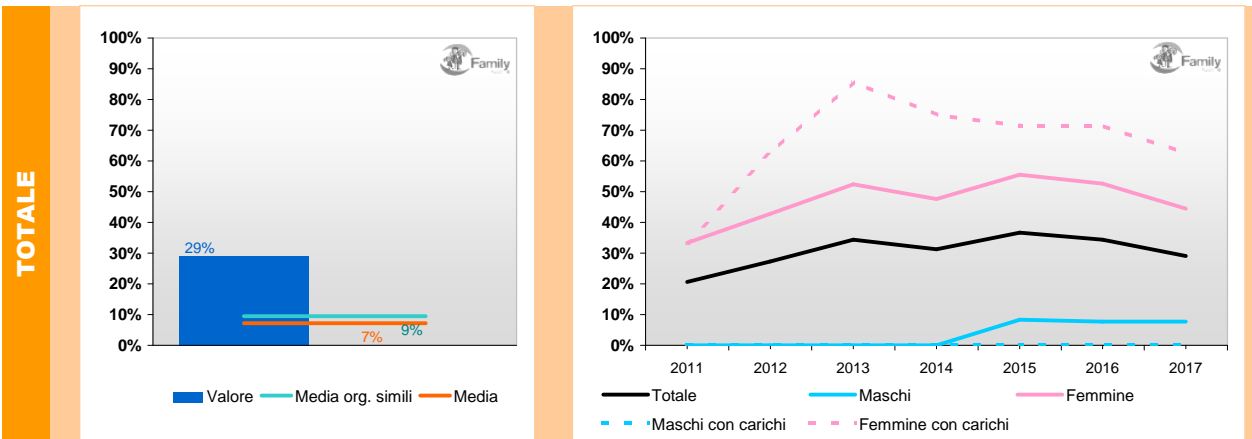 TOTALE
100%
90%
80%
70%
60%
50%
40%
30%
20%
10%
0%
Family
29%
7%
9%
Valore
Media org. simili
Media
100%
90%
80%
70%
60%
50%
40%
30%
20%
10%
0%
Family
2011 2012 2013 2014 2015 2016 2017
Totale Maschi Femmine
Maschi con carichi Femmine con carichi